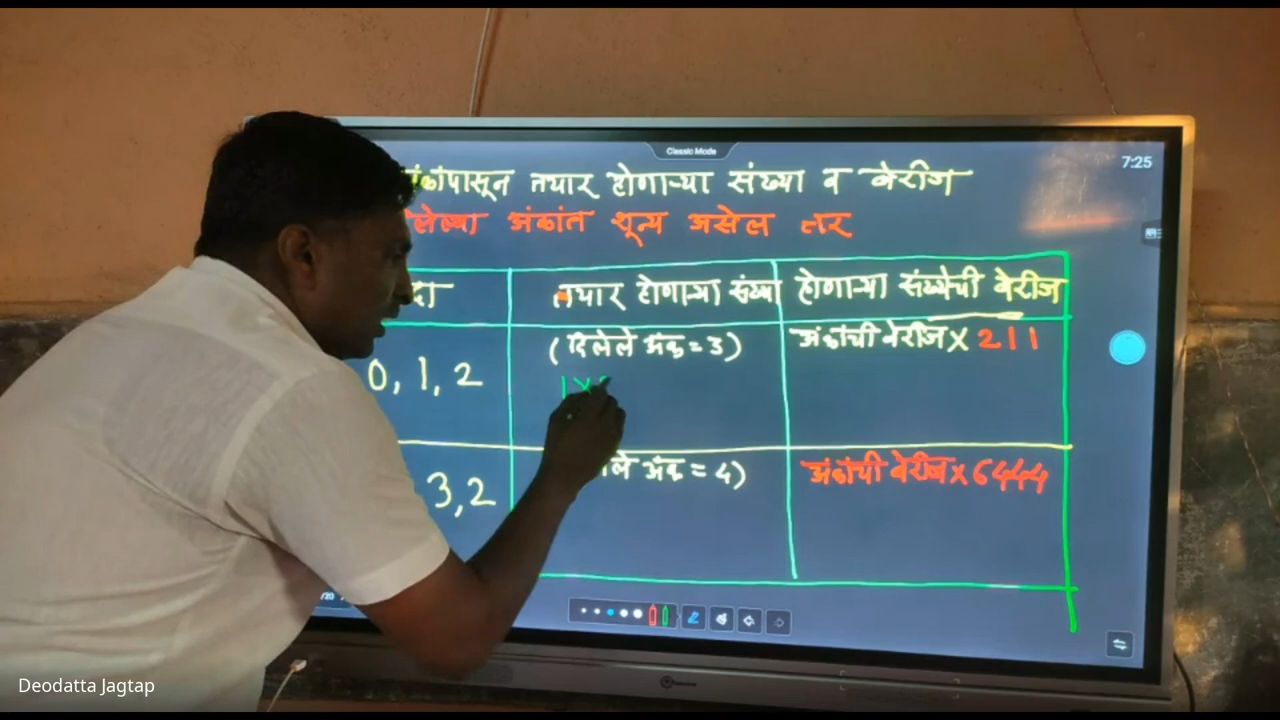 Classic Mode
7:25
तयार होणाऱ्या संख्या व बेरीज
अंकांत शून्य असेल तर
तयार होणाऱ्या संख्या होणाऱ्या संख्येची बेरीज
0, 1, 2 (दिलेले अंक = 3) अंकांची बेरीज × 211
1×
3, 2 अंक = 4) अंकांची बेरीज × 6444
Deodatta Jagtap